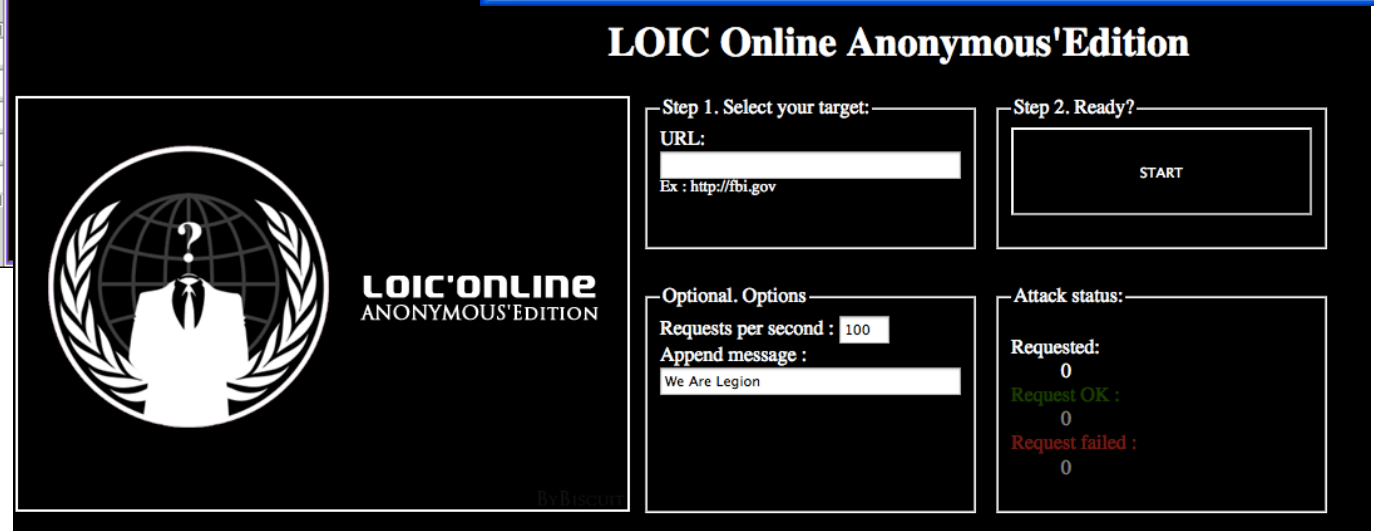 LOIC Online Anonymous'Edition
?
LOIC'ONLINE
ANONYMOUS'EDITION
ByBiscuit
Step 1. Select your target:
URL:
Ex : http://fbi.gov
Step 2. Ready?
START
Optional. Options
Requests per second : 100
Append message :
We Are Legion
Attack status:
Requested:
0
Request OK :
0
Request failed :
0